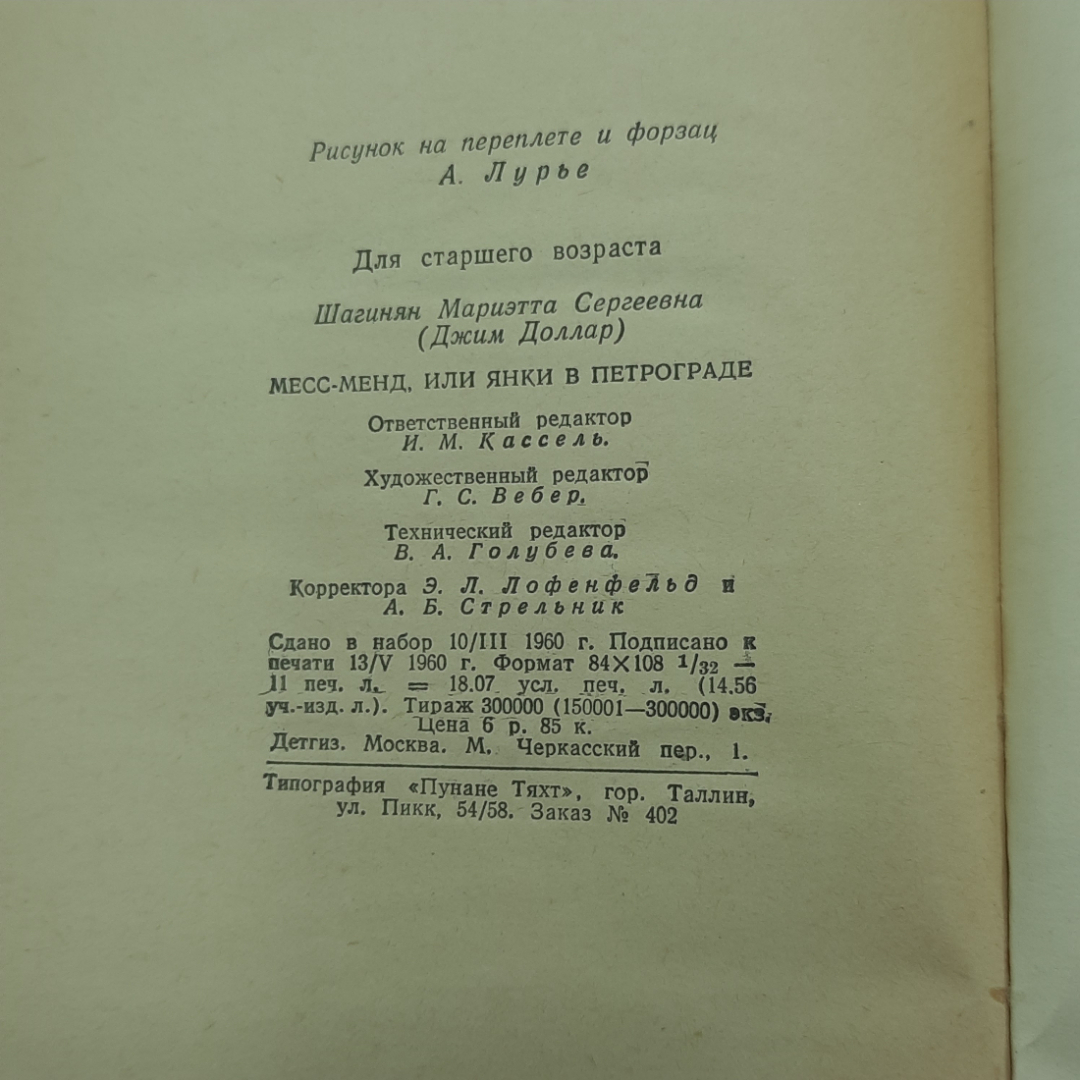 Рисунок на переплете и форзац
А. Лурье
Для старшего возраста
Шагинян Мариэтта Сергеевна
(Джим Доллар)
МЕСС-МЕНД, ИЛИ ЯНКИ В ПЕТРОГРАДЕ
Ответственный редактор
И. М. Кассель.
Художественный редактор
Г. С. Вебер.
Технический редактор
В. А. Голубева.
Корректора Э. Л. Лофенфельд и
А. Б. Стрельник
Сдано в набор 10/III 1960 г. Подписано к
печати 13/V 1960 г. Формат 84×108 1/32 —
11 печ. л. = 18.07 усл. печ. л. (14.56
уч.-изд. л.). Тираж 300000 (150001—300000) экз.
Цена 6 р. 85 к.
Детгиз. Москва. М. Черкасский пер., 1.
Типография «Пунане Тяхт», гор. Таллин,
ул. Пикк, 54/58. Заказ № 402